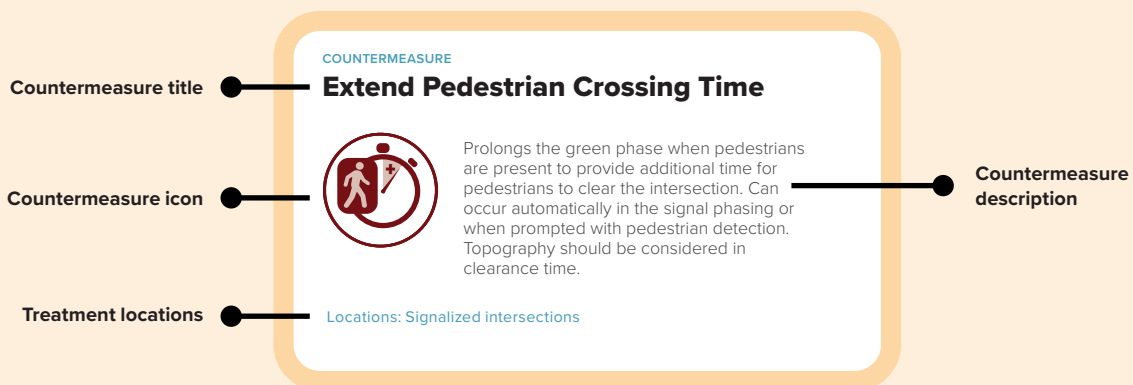 COUNTERMEASURE
Countermeasure title
Extend Pedestrian Crossing Time
Countermeasure icon
Prolongs the green phase when pedestrians
are present to provide additional time for
pedestrians to clear the intersection. Can
occur automatically in the signal phasing or
when prompted with pedestrian detection.
Topography should be considered in
clearance time.
Countermeasure
description
Treatment locations
Locations: Signalized intersections